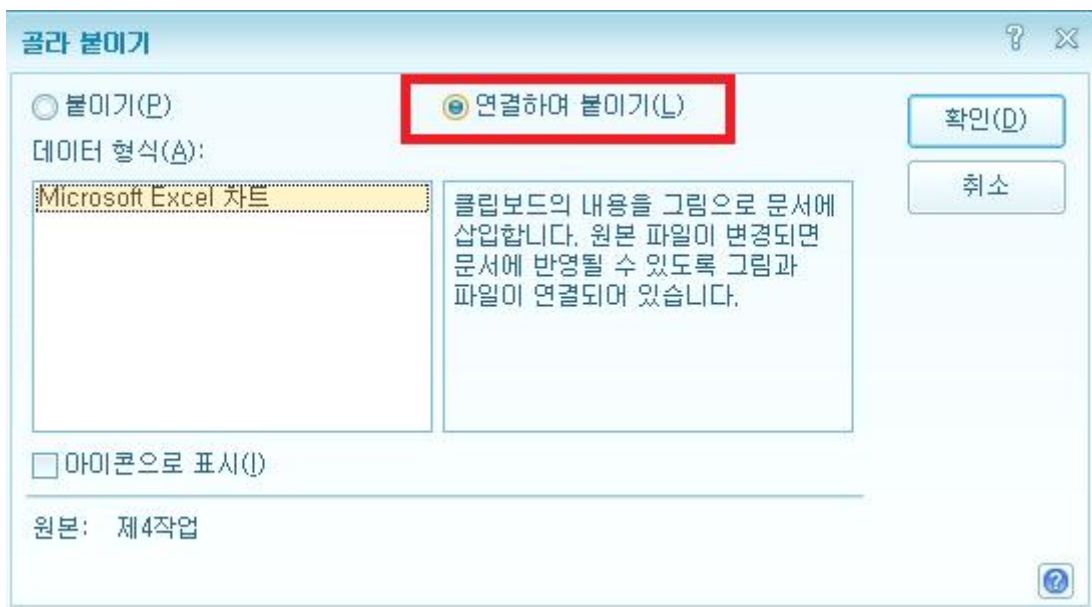 골라 붙이기
붙이기(P)
연결하여 붙이기(L)
확인(D)
데이터 형식(A):
취소
Microsoft Excel 차트
클립보드의 내용을 그림으로 문서에
삽입합니다. 원본 파일이 변경되면
문서에 반영될 수 있도록 그림과
파일이 연결되어 있습니다.
아이콘으로 표시(I)
원본: 제4작업